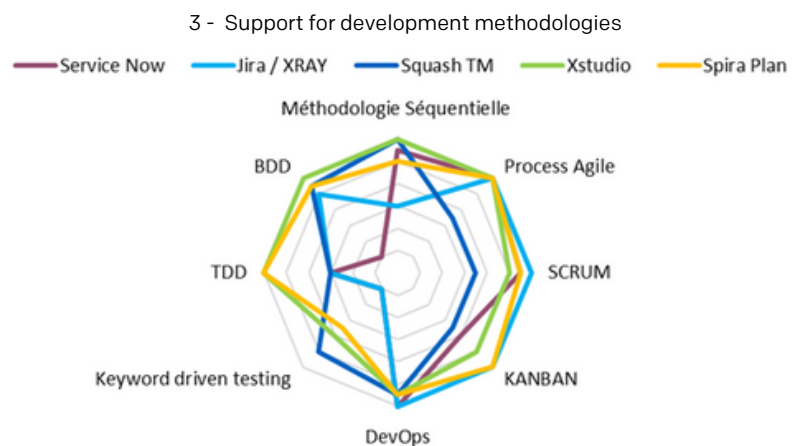 3 - Support for development methodologies
Service Now Jira / XRAY Squash TM Xstudio Spira Plan
Méthodologie Séquentielle
BDD Process Agile
TDD SCRUM
Keyword driven testing KANBAN
DevOps